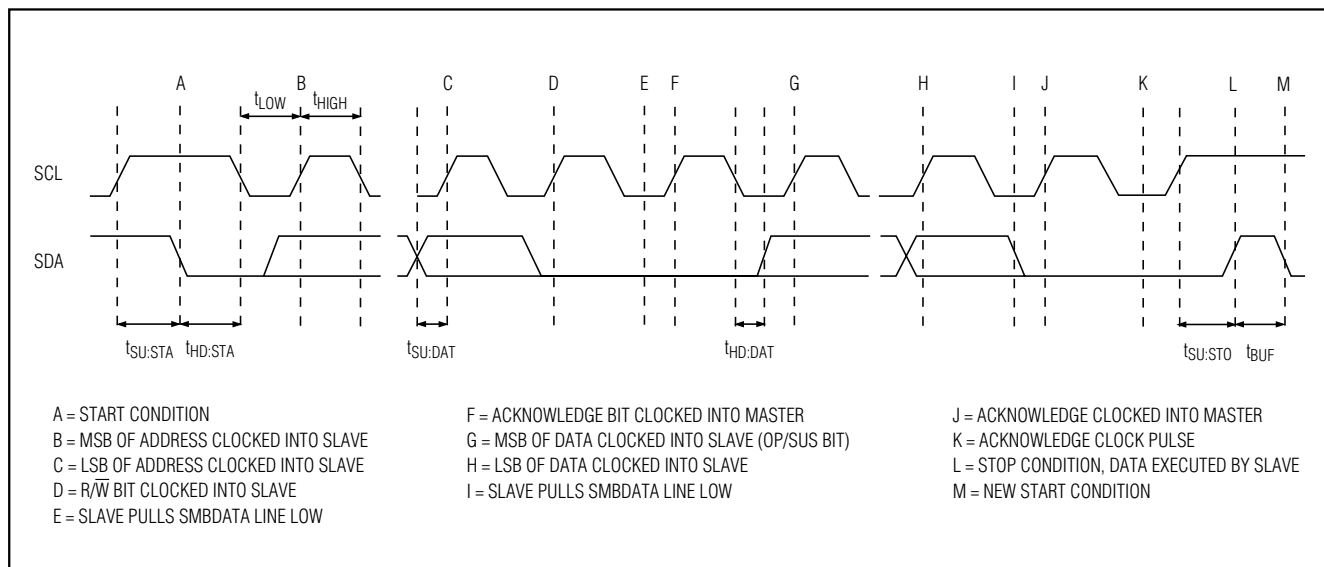 A B C D E F G H I J K L M
tLOW tHIGH
SCL
SDA
tSU:STA tHD:STA tSU:DAT tHD:DAT tSU:STO tBUF
A = START CONDITION
B = MSB OF ADDRESS CLOCKED INTO SLAVE
C = LSB OF ADDRESS CLOCKED INTO SLAVE
D = R/W̅ BIT CLOCKED INTO SLAVE
E = SLAVE PULLS SMBDATA LINE LOW
F = ACKNOWLEDGE BIT CLOCKED INTO MASTER
G = MSB OF DATA CLOCKED INTO SLAVE (OP/SUS BIT)
H = LSB OF DATA CLOCKED INTO SLAVE
I = SLAVE PULLS SMBDATA LINE LOW
J = ACKNOWLEDGE CLOCKED INTO MASTER
K = ACKNOWLEDGE CLOCK PULSE
L = STOP CONDITION, DATA EXECUTED BY SLAVE
M = NEW START CONDITION